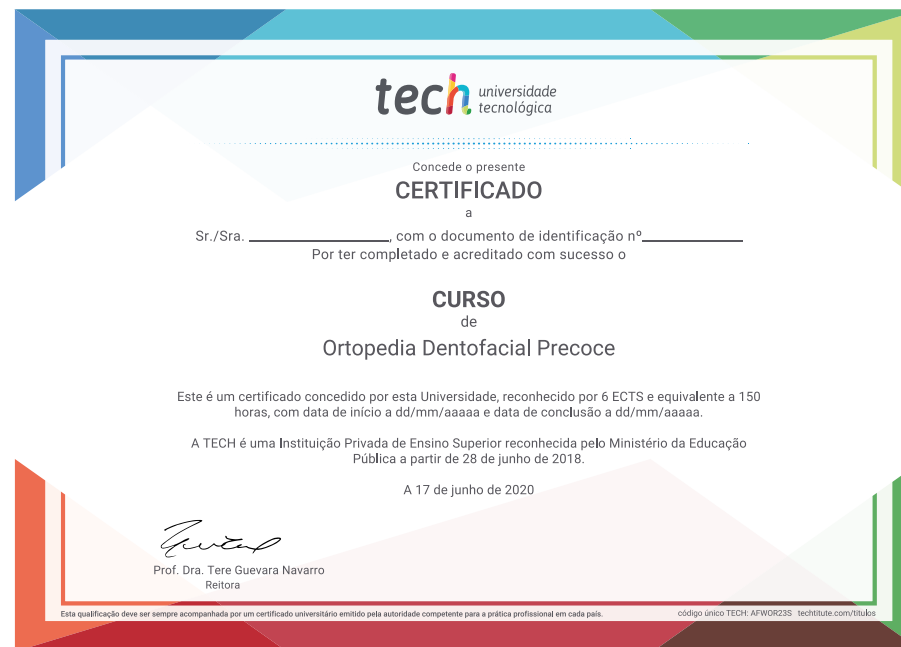 tech universidade
tecnológica
Concede o presente
CERTIFICADO
a
Sr./Sra. ____________, com o documento de identificação nº____________
Por ter completado e acreditado com sucesso o
CURSO
de
Ortopedia Dentofacial Precoce
Este é um certificado concedido por esta Universidade, reconhecido por 6 ECTS e equivalente a 150
horas, com data de início a dd/mm/aaaaa e data de conclusão a dd/mm/aaaaa.
A TECH é uma Instituição Privada de Ensino Superior reconhecida pelo Ministério da Educação
Pública a partir de 28 de junho de 2018.
A 17 de junho de 2020
Prof. Dra. Tere Guevara Navarro
Reitora
Esta qualificação deve ser sempre acompanhada por um certificado universitário emitido pela autoridade competente para a prática profissional em cada país.
código único TECH: AFWOR23S techtitute.com/titulos